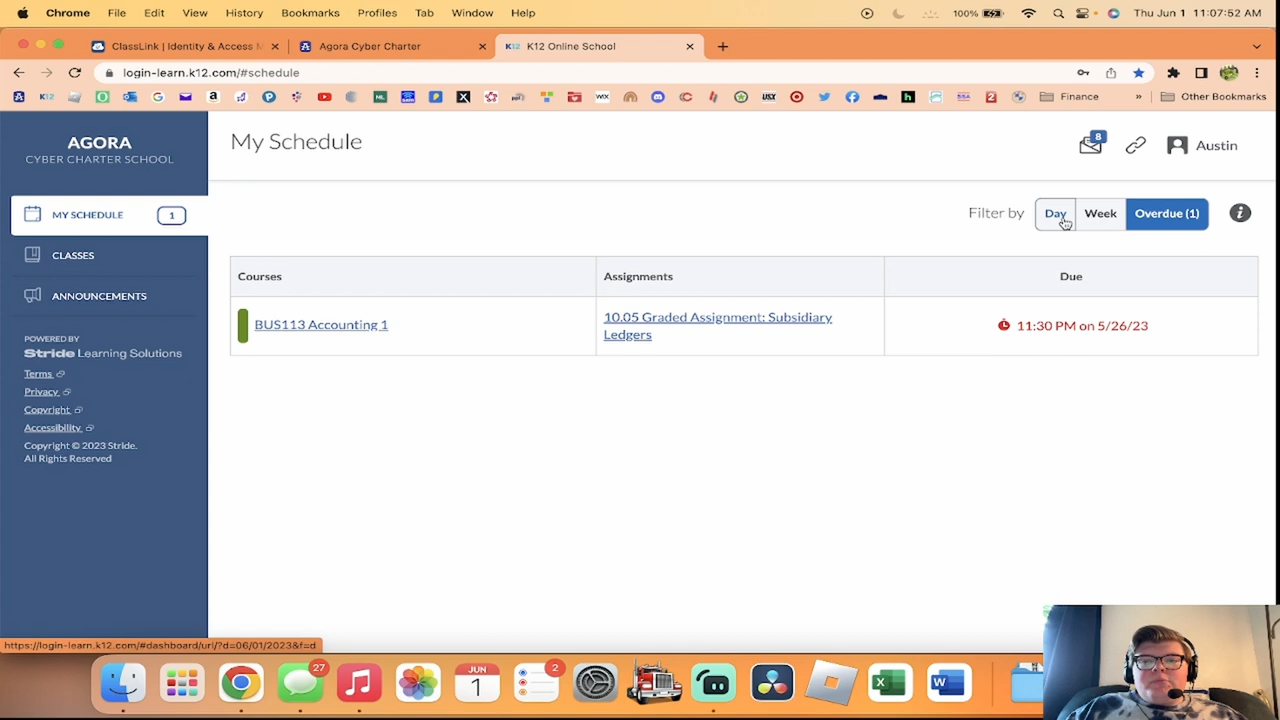 Chrome File Edit View History Bookmarks Profiles Tab Window Help 100% Thu Jun 1 11:07:52 AM
ClassLink | Identity & Access Agora Cyber Charter K12 Online School
login-learn.k12.com/#schedule
Finance » Other Bookmarks
AGORA
CYBER CHARTER SCHOOL
My Schedule
8
Austin
MY SCHEDULE 1
Filter by Day Week Overdue (1)
CLASSES
ANNOUNCEMENTS
Courses Assignments Due
BUS113 Accounting 1 10.05 Graded Assignment: Subsidiary
Ledgers
11:30 PM on 5/26/23
POWERED BY
Stride Learning Solutions
Terms
Privacy
Copyright
Accessibility
Copyright © 2023 Stride.
All Rights Reserved
https://login-learn.k12.com/#dashboard/url/?d=06/01/2023&f=d
27 JUN 1 2